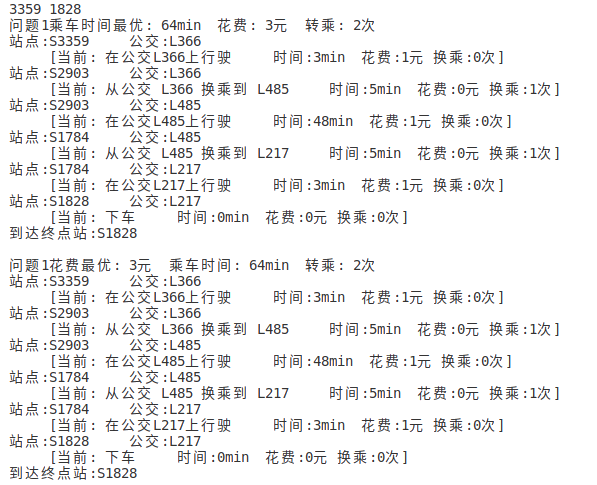 3359 1828
问题1乘车时间最优: 64min 花费: 3元 转乘: 2次
站点:S3359 公交:L366
[当前: 在公交L366上行驶 时间:3min 花费:1元 换乘:0次]
站点:S2903 公交:L366
[当前: 从公交 L366 换乘到 L485 时间:5min 花费:0元 换乘:1次]
站点:S2903 公交:L485
[当前: 在公交L485上行驶 时间:48min 花费:1元 换乘:0次]
站点:S1784 公交:L485
[当前: 从公交 L485 换乘到 L217 时间:5min 花费:0元 换乘:1次]
站点:S1784 公交:L217
[当前: 在公交L217上行驶 时间:3min 花费:1元 换乘:0次]
站点:S1828 公交:L217
[当前: 下车 时间:0min 花费:0元 换乘:0次]
到达终点站:S1828
问题1花费最优: 3元 乘车时间: 64min 转乘: 2次
站点:S3359 公交:L366
[当前: 在公交L366上行驶 时间:3min 花费:1元 换乘:0次]
站点:S2903 公交:L366
[当前: 从公交 L366 换乘到 L485 时间:5min 花费:0元 换乘:1次]
站点:S2903 公交:L485
[当前: 在公交L485上行驶 时间:48min 花费:1元 换乘:0次]
站点:S1784 公交:L485
[当前: 从公交 L485 换乘到 L217 时间:5min 花费:0元 换乘:1次]
站点:S1784 公交:L217
[当前: 在公交L217上行驶 时间:3min 花费:1元 换乘:0次]
站点:S1828 公交:L217
[当前: 下车 时间:0min 花费:0元 换乘:0次]
到达终点站:S1828